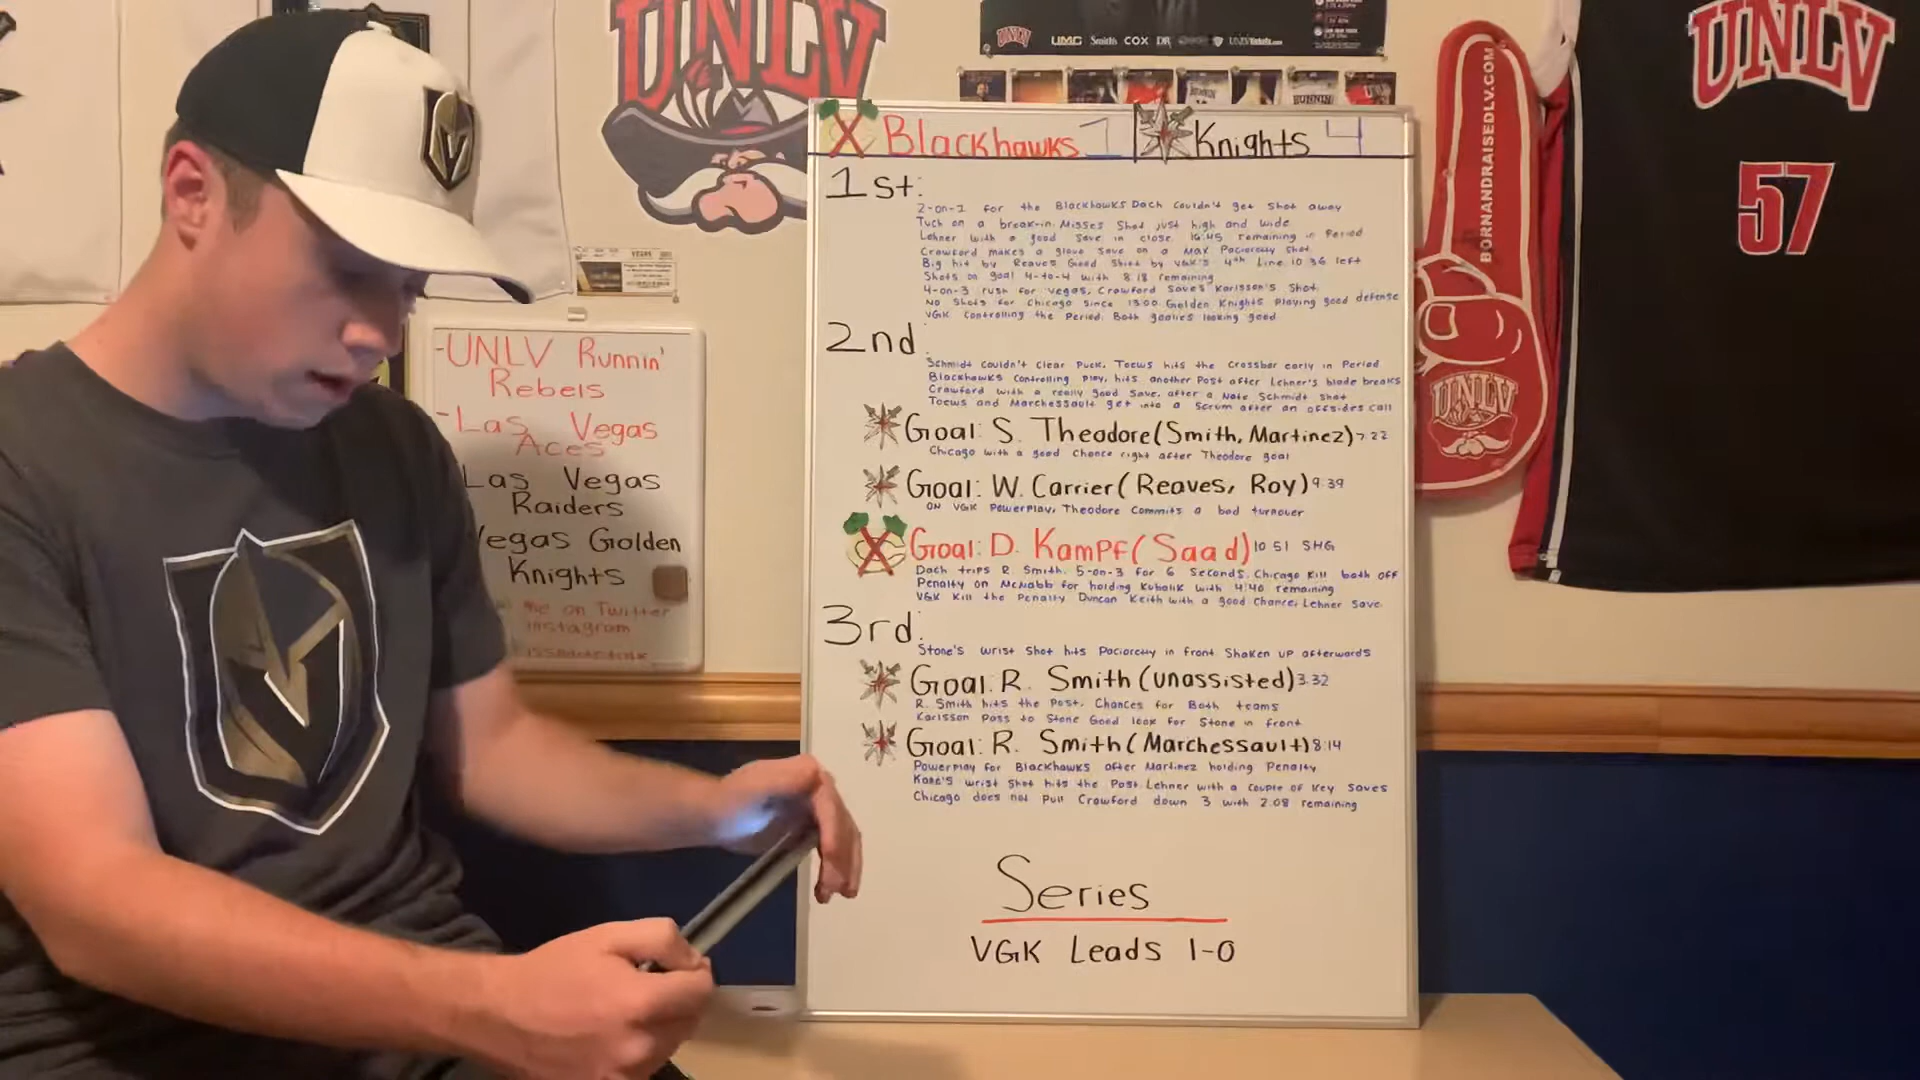 UNLV
UMC Smiths COX DR
Blackhawks 1 Knights 4
1st:
2-on-1 for the Blackhawks Dach Couldn't get Shot away
Tuch on a break-in Misses Shot just high and wide
Lehner with a good Save in close 16:45 remaining in Period
Crawford makes a glove Save on a Max Pacioretty Shot
Big hit by Reaves Good Shift by VGK's 4th Line 10 36 left
Shots on goal 4-to-4 with 8 18 remaining
4-on-3 rush for Vegas, Crawford Saves Karlsson's Shot
No Shots for Chicago Since 13:00 Golden Knights Playing good defense
VGK Controlling the Period. Both goalies looking good
2nd:
Schmidt Couldn't Clear Puck, Toews hits the Crossbar early in Period
Blackhawks Controlling Play, hits another Post after Lehner's blade breaks
Crawford with a really good Save, after a Nate Schmidt Shot
Toews and Marchessault get into a Scrum after an offsides call
Goal: S. Theodore (Smith, Martinez) 7:22
Chicago with a good Chance right after Theodore goal
Goal: W. Carrier (Reaves, Roy) 9:39
ON VGK PowerPlay, Theodore Commits a bad turnover
Goal: D. Kampf (Saad) 10 51 SHG
Dach trips R. Smith. 5-on-3 for 6 Seconds. Chicago Kill both off
Penalty on McNabb for holding Kubalik with 4:40 remaining
VGK Kill the Penalty Duncan Keith with a good Chance, Lehner Save
3rd:
Stone's wrist Shot hits Pacioretty in front Shaken up afterwards
Goal: R. Smith (unassisted) 3:32
R. Smith hits the Post, Chances for Both teams
Karlsson Pass to Stone Good look for Stone in front
Goal: R. Smith (Marchessault) 8:14
Powerplay for Blackhawks after Martinez holding Penalty
Kane's wrist Shot hits the Post Lehner with a Couple of Key Saves
Chicago does not Pull Crawford down 3 with 2:08 remaining
Series
VGK Leads 1-0
-UNLV Runnin'
Rebels
-Las Vegas
Aces
Las Vegas
Raiders
Vegas Golden
Knights
me on Twitter
instagram
BORNANDRAISEDLV.COM
UNLV
UNLV
57